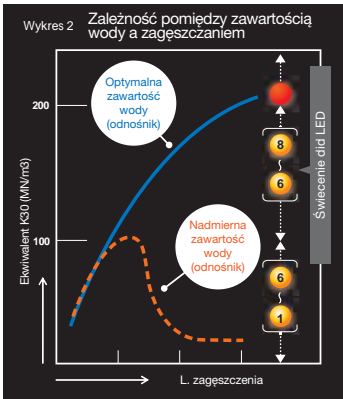 Wykres 2
Zależność pomiędzy zawartością
wody a zagęszczaniem
Ekwiwalent K30 (MN/m3)
200
100
Optymalna
zawartość
wody
(odnośnik)
Nadmierna
zawartość
wody
(odnośnik)
8
6
6
1
Świecenie did LED
L. zagęszczenia